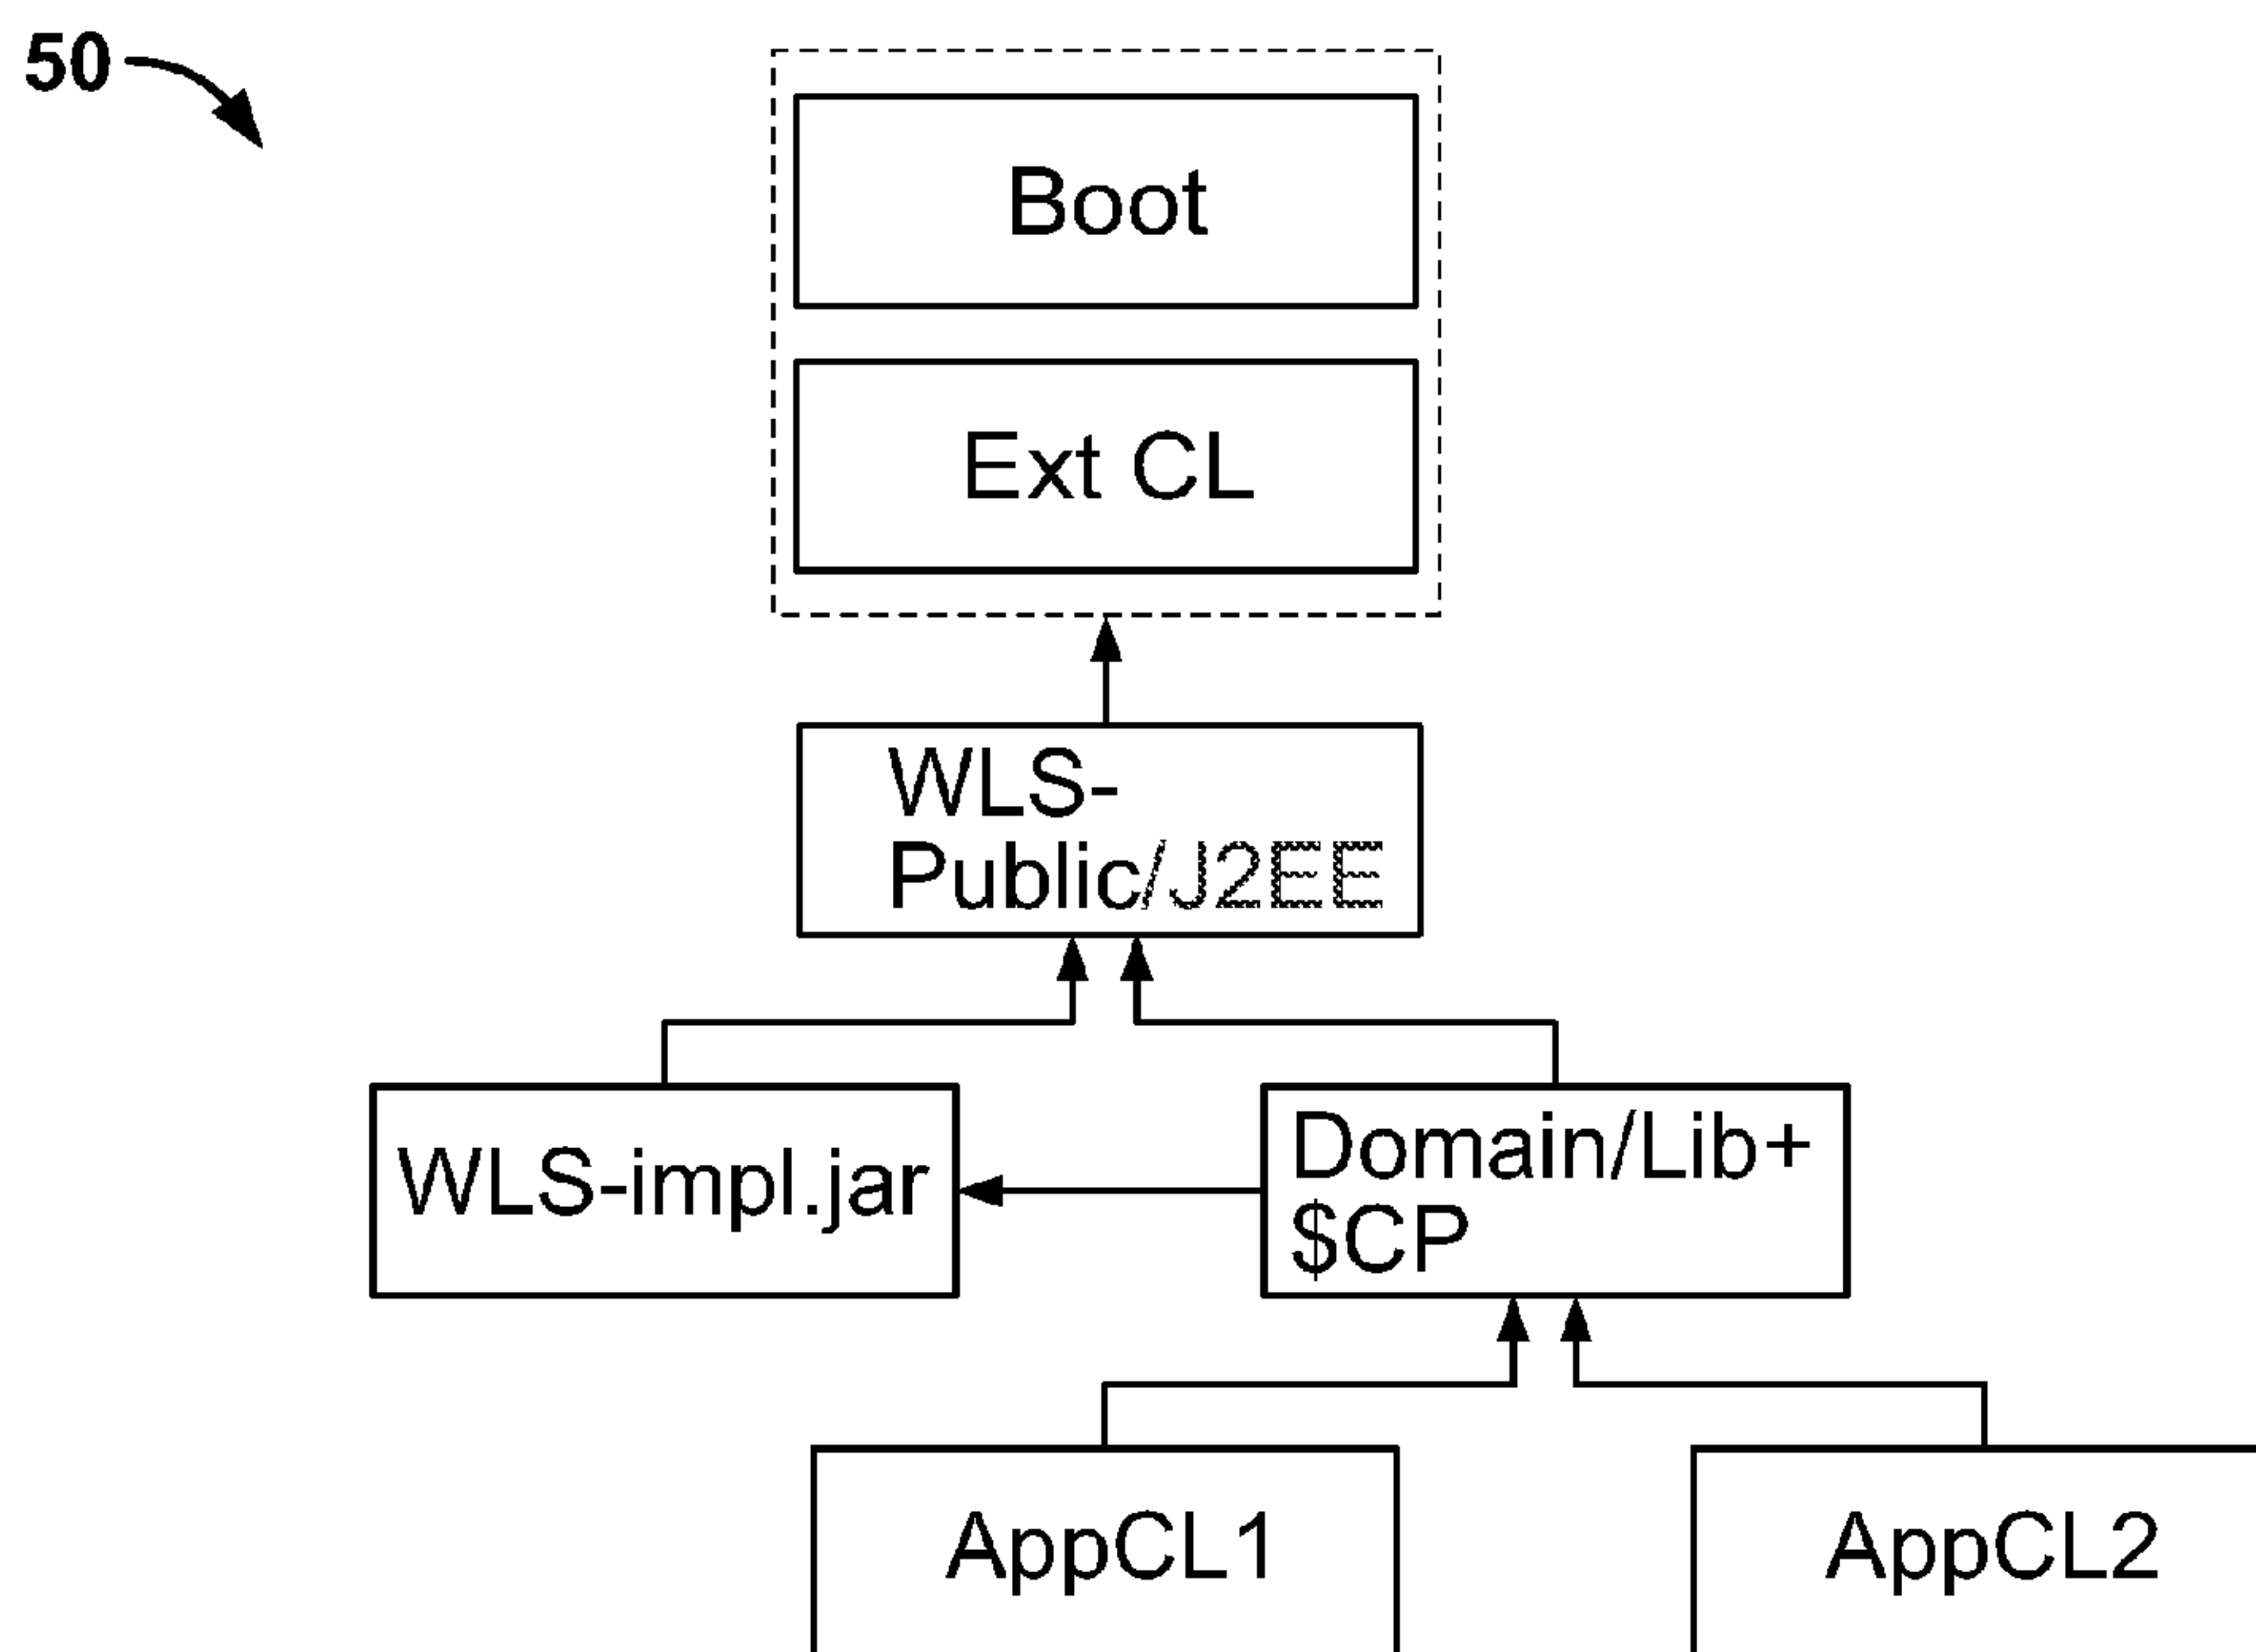 50
Boot
Ext CL
WLS-
Public/J2EE
WLS-impl.jar
Domain/Lib+
$CP
AppCL1
AppCL2